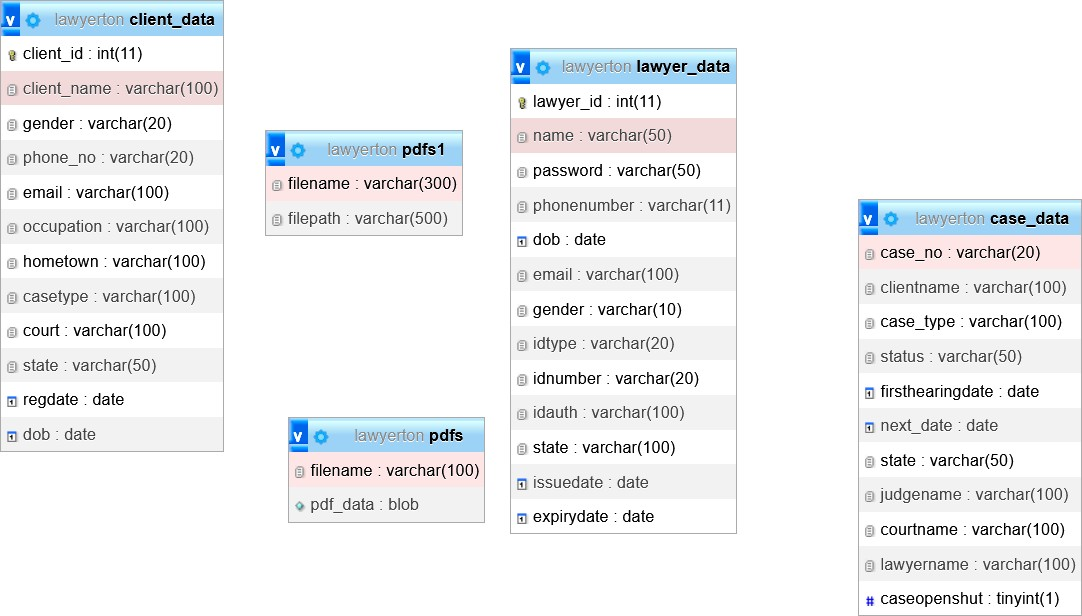 lawyerton client_data
client_id : int(11)
client_name : varchar(100)
gender : varchar(20)
phone_no : varchar(20)
email : varchar(100)
occupation : varchar(100)
hometown : varchar(100)
casetype : varchar(100)
court : varchar(100)
state : varchar(50)
regdate : date
dob : date
lawyerton pdfs1
filename : varchar(300)
filepath : varchar(500)
lawyerton pdfs
filename : varchar(100)
pdf_data : blob
lawyerton lawyer_data
lawyer_id : int(11)
name : varchar(50)
password : varchar(50)
phonenumber : varchar(11)
dob : date
email : varchar(100)
gender : varchar(10)
idtype : varchar(20)
idnumber : varchar(20)
idauth : varchar(100)
state : varchar(100)
issuedate : date
expirydate : date
lawyerton case_data
case_no : varchar(20)
clientname : varchar(100)
case_type : varchar(100)
status : varchar(50)
firsthearingdate : date
next_date : date
state : varchar(50)
judgename : varchar(100)
courtname : varchar(100)
lawyername : varchar(100)
# caseopenshut : tinyint(1)